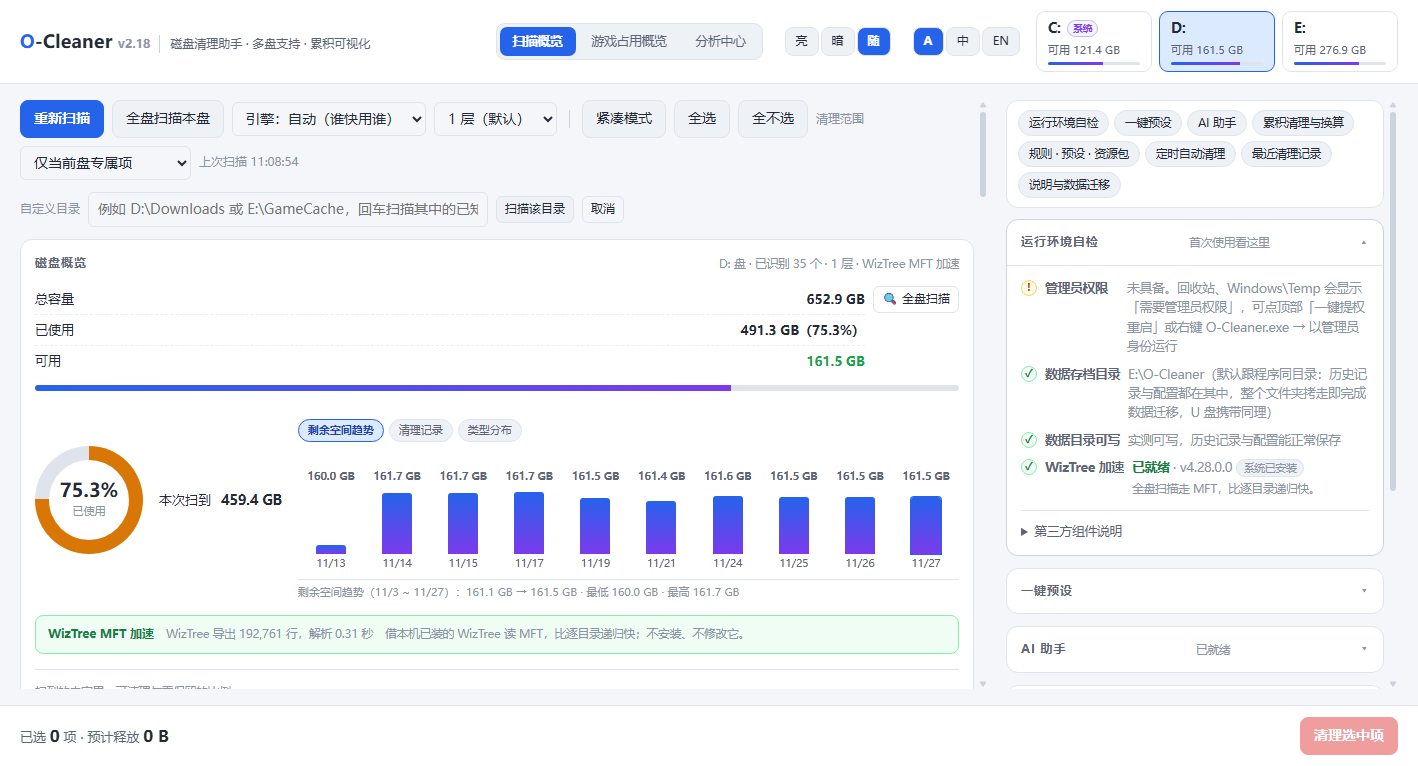 O-Cleaner v2.18
磁盘清理助手 · 多盘支持 · 累积可视化
扫描概览 游戏占用概览 分析中心
亮 暗 随
A 中 EN
C: 系统
可用 121.4 GB
D:
可用 161.5 GB
E:
可用 276.9 GB
重新扫描 全盘扫描本盘 引擎：自动（谁快用谁） 1 层（默认） 紧凑模式 全选 全不选 清理范围
仅当前盘专属项 上次扫描 11:08:54
自定义目录 例如 D:\Downloads 或 E:\GameCache，回车扫描其中的已知 扫描该目录 取消
磁盘概览 D: 盘 · 已识别 35 个 · 1 层 · WizTree MFT 加速
总容量 652.9 GB 全盘扫描
已使用 491.3 GB（75.3%）
可用 161.5 GB
剩余空间趋势 清理记录 类型分布
75.3%
已使用
本次扫到 459.4 GB
160.0 GB 161.7 GB 161.7 GB 161.7 GB 161.5 GB 161.4 GB 161.6 GB 161.5 GB 161.5 GB 161.5 GB
11/13 11/14 11/15 11/17 11/19 11/21 11/24 11/25 11/26 11/27
剩余空间趋势（11/3 ~ 11/27）：161.1 GB → 161.5 GB · 最低 160.0 GB · 最高 161.7 GB
WizTree MFT 加速 WizTree 导出 192,761 行，解析 0.31 秒 借本机已装的 WizTree 读 MFT，比逐目录递归快；不安装、不修改它。
运行环境自检 一键预设 AI 助手 累积清理与换算
规则 · 预设 · 资源包 定时自动清理 最近清理记录
说明与数据迁移
运行环境自检 首次使用看这里
管理员权限 未具备。回收站、Windows\Temp 会显示
「需要管理员权限」，可点顶部「一键提权
重启」或右键 O-Cleaner.exe → 以管理员
身份运行
数据存档目录 E:\O-Cleaner（默认跟程序同目录：历史记
录与配置都在其中，整个文件夹拷走即完成
数据迁移，U 盘携带同理）
数据目录可写 实测可写，历史记录与配置能正常保存
WizTree 加速 已就绪 · v4.28.0.0 系统已安装
全盘扫描走 MFT，比逐目录递归快。
第三方组件说明
一键预设
AI 助手 已就绪
已选 0 项 · 预计释放 0 B
清理选中项